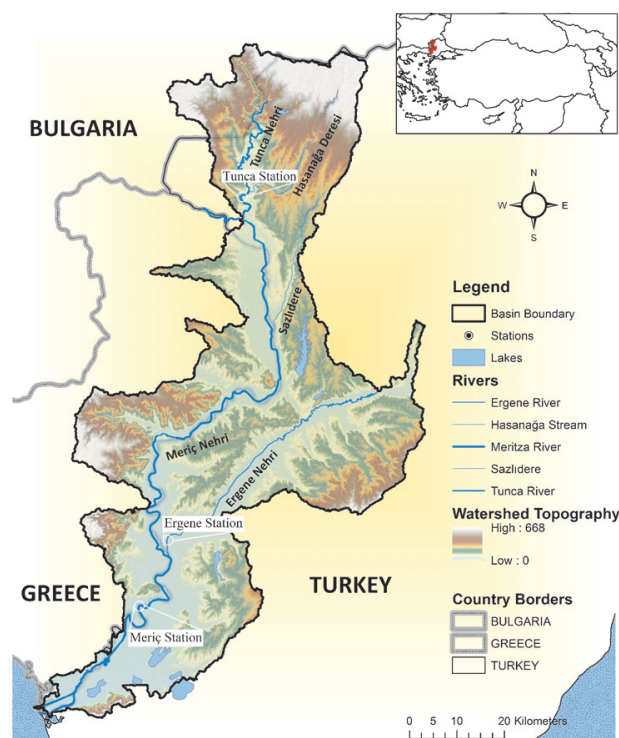 BULGARIA
Tunca Nehri
Hasanağa Deresi
Tunca Station
N
W E
S
Sazlıdere
Meriç Nehri
Ergene Nehri
Ergene Station
GREECE
TURKEY
Meriç Station
Legend
Basin Boundary
Stations
Lakes
Rivers
Ergene River
Hasanağa Stream
Meritza River
Sazlıdere
Tunca River
Watershed Topography
High : 668
Low : 0
Country Borders
BULGARIA
GREECE
TURKEY
0 5 10 20 Kilometers